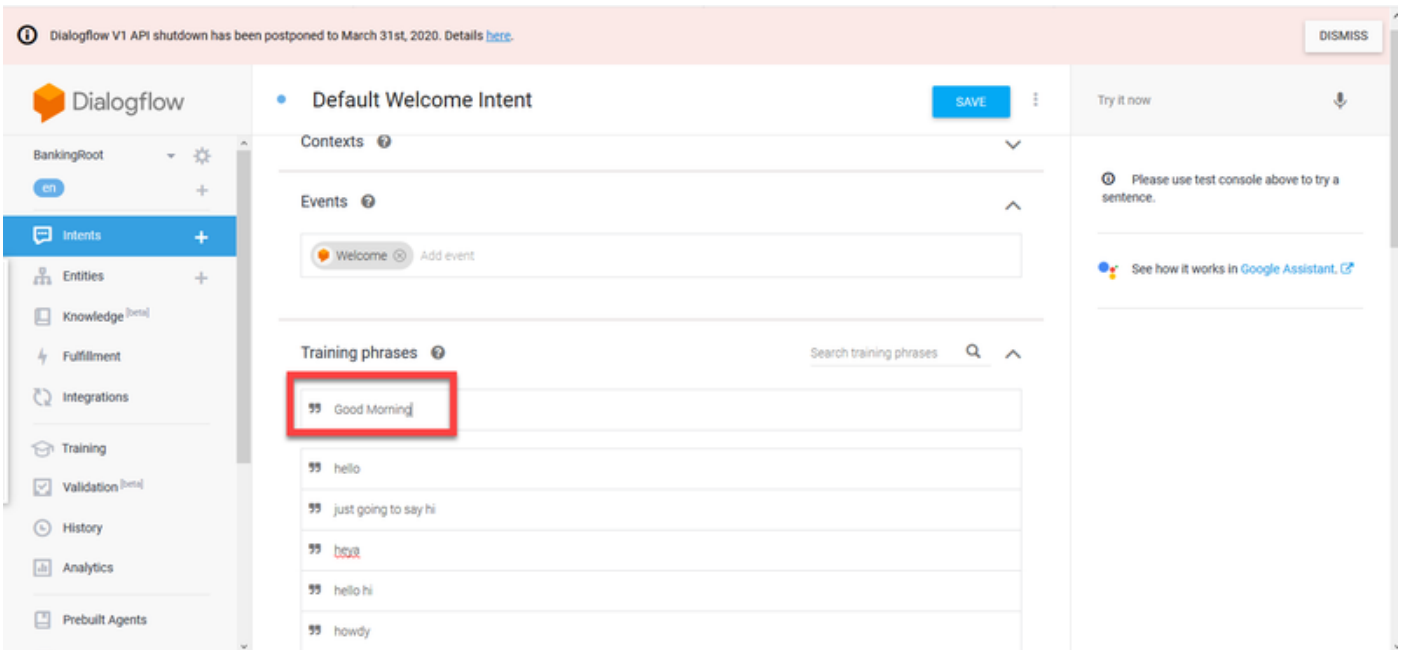 Dialogflow V1 API shutdown has been postponed to March 31st, 2020. Details here.
DISMISS
Dialogflow
Default Welcome Intent
SAVE
Try it now
BankingRoot
en
Intents
Entities
Knowledge [beta]
Fulfillment
Integrations
Training
Validation [beta]
History
Analytics
Prebuilt Agents
Contexts
Events
Welcome Add event
Training phrases
Search training phrases
Good Morning
hello
just going to say hi
heya
hello hi
howdy
Please use test console above to try a
sentence.
See how it works in Google Assistant.